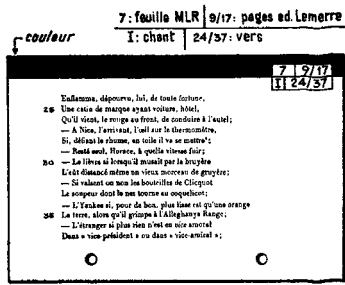 7: feuille MLR 9/17: pages ed. Lemerre
couleur I: chant 24/37: vers
7 9/17
I 24/37
Enflamma, dépourvu, lui, de toute fortune,
25 Une catin de marque ayant voiture, hôtel,
Qu'il vient, le rouge au front, de conduire à l'autel;
— A Nice, l'arrivant, l'œil sur le thermomètre,
Si, défiant le rhume, en toile il va se mettre;
— Resté seul, Horace, à quelle vitesse fuir;
30 — Le lièvre si lorsqu'il musait par la bruyère
L'eût distancé même un vieux morceau de gruyère;
— Si valsent ou non les bouteilles de Clicquot
Le soupeur dont le nez tourne au coquelicot;
— L'Yankee si, pour de bon, plus lisse est qu'une orange
35 La terre, alors qu'il grimpe à l'Alleghanys Range;
— L'étranger si plus rien n'est en nice amoral
Dans « vice-président » ou dans « vice-amiral »;